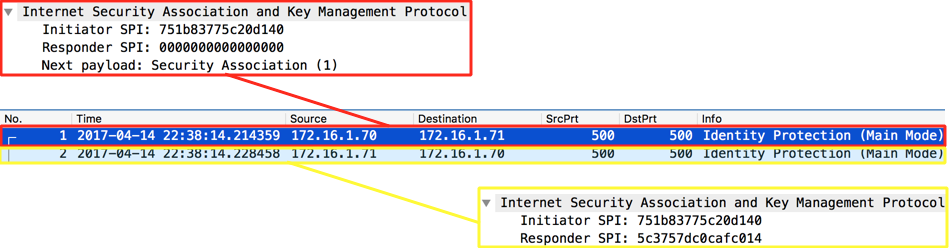 Internet Security Association and Key Management Protocol
Initiator SPI: 751b83775c20d140
Responder SPI: 0000000000000000
Next payload: Security Association (1)
No. Time Source Destination SrcPrt DstPrt Info
1 2017-04-14 22:38:14.214359 172.16.1.70 172.16.1.71 500 500 Identity Protection (Main Mode)
2 2017-04-14 22:38:14.228458 172.16.1.71 172.16.1.70 500 500 Identity Protection (Main Mode)
Internet Security Association and Key Management Protocol
Initiator SPI: 751b83775c20d140
Responder SPI: 5c3757dc0cafc014